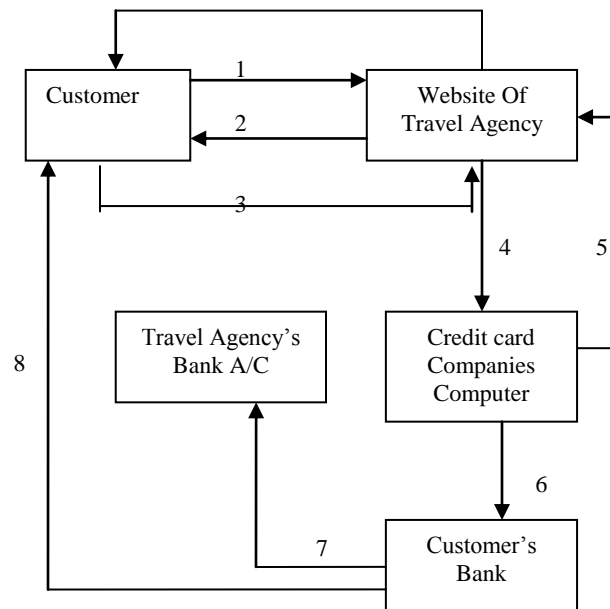 1
Customer
Website Of
Travel Agency
2
3
4
5
Travel Agency's
Bank A/C
Credit card
Companies
Computer
8
6
7
Customer's
Bank